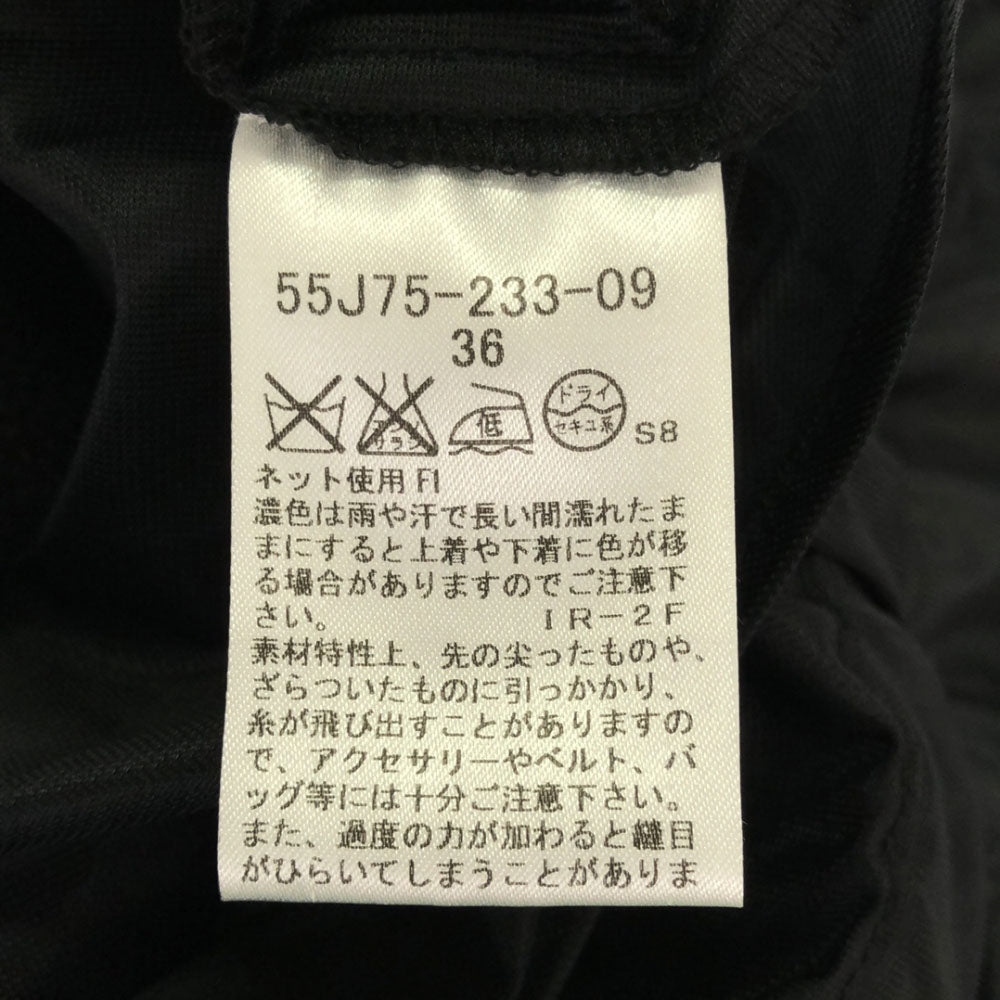 55J75-233-09
36
エンソ
サラシ
低
ドライ
セキユ系
S8
ネット使用 FI
濃色は雨や汗で長い間濡れたま
まにすると上着や下着に色が移
る場合がありますのでご注意下
さい。 IR-2F
素材特性上、先の尖ったものや、
ざらついたものに引っかかり、
糸が飛び出すことがありますの
で、アクセサリーやベルト、バ
ッグ等には十分ご注意下さい。
また、過度の力が加わると縫目
がひらいてしまうことがありま